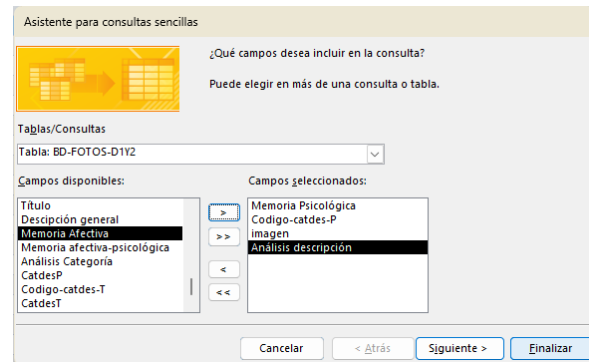 Asistente para consultas sencillas
¿Qué campos desea incluir en la consulta?
Puede elegir en más de una consulta o tabla.
Tablas/Consultas
Tabla: BD-FOTOS-D1Y2
Campos disponibles:
Campos seleccionados:
Título
Descipción general
Memoria Afectiva
Memoria afectiva-psicológica
Análisis Categoría
CatdesP
Codigo-catdes-T
CatdesT
>
>>
<
<<
Memoria Psicológica
Codigo-catdes-P
imagen
Análisis descripción
Cancelar
< Atrás
Siguiente >
Finalizar